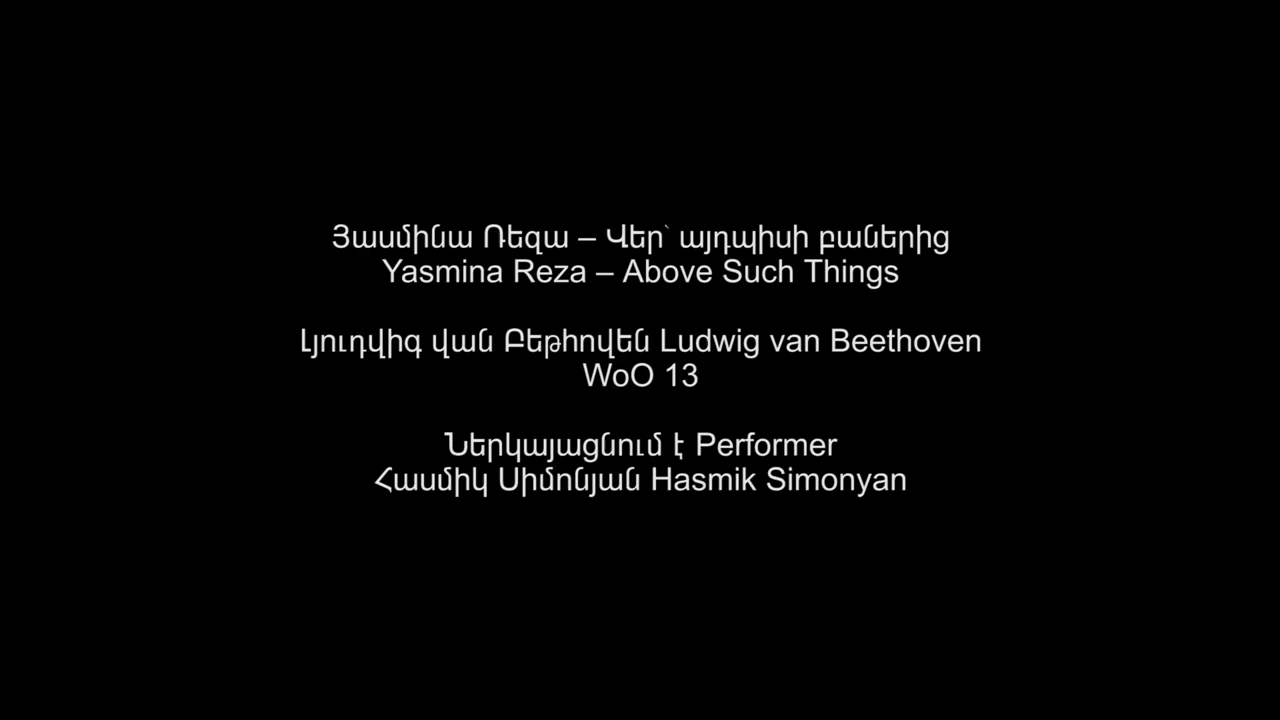 Յասմինա Ռեզա – Վեր՝ այդպիսի բաներից
Yasmina Reza – Above Such Things
Լյուդվիգ վան Բեթհովեն Ludwig van Beethoven
WoO 13
Ներկայացնում է Performer
Հասմիկ Սիմոնյան Hasmik Simonyan